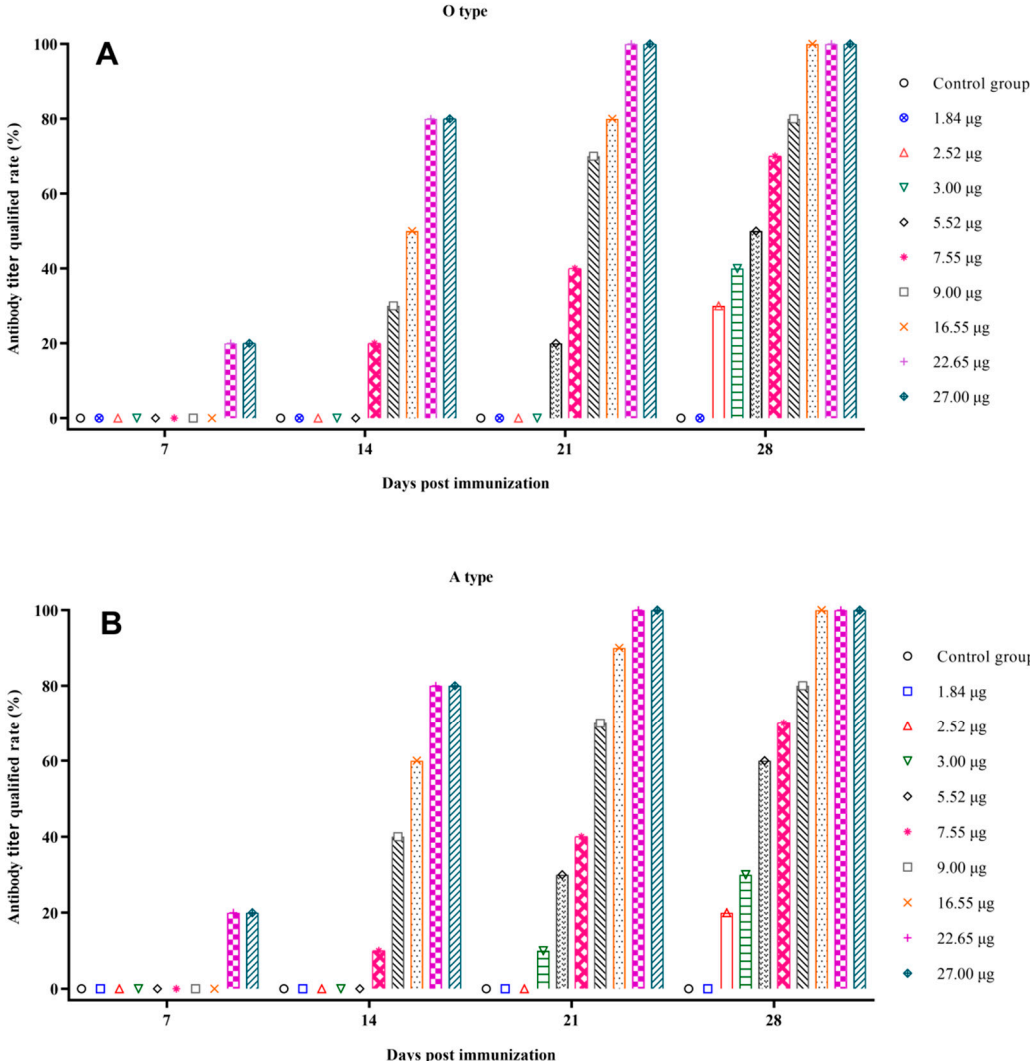 O type
A
Antibody titer qualified rate (%)
100
80
60
40
20
0
7
14
21
28
Days post immunization
Control group
1.84 μg
2.52 μg
3.00 μg
5.52 μg
7.55 μg
9.00 μg
16.55 μg
22.65 μg
27.00 μg
A type
B
Antibody titer qualified rate (%)
100
80
60
40
20
0
7
14
21
28
Days post immunization
Control group
1.84 μg
2.52 μg
3.00 μg
5.52 μg
7.55 μg
9.00 μg
16.55 μg
22.65 μg
27.00 μg